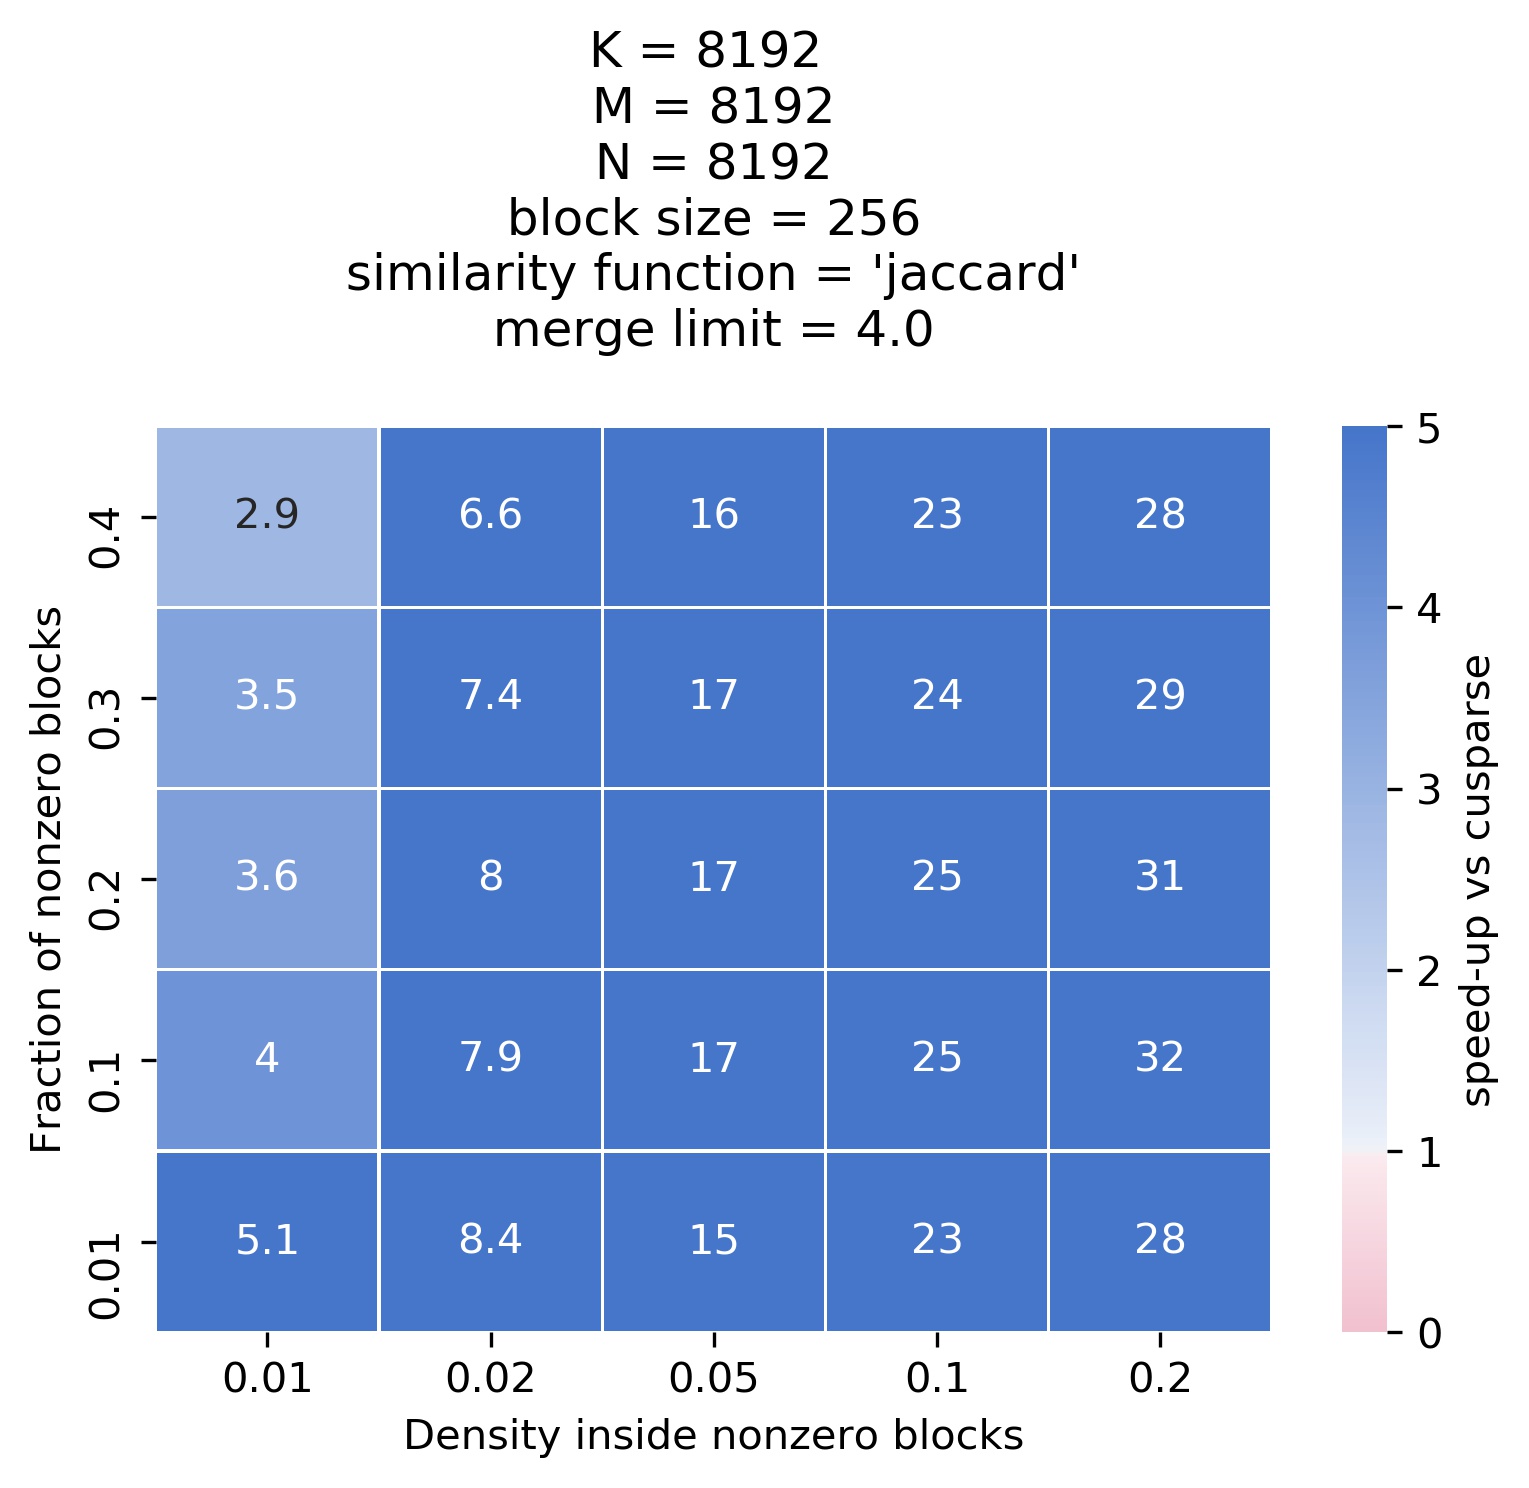 K = 8192
M = 8192
N = 8192
block size = 256
similarity function = 'jaccard'
merge limit = 4.0
Fraction of nonzero blocks
0.4
2.9 6.6 16 23 28
0.3
3.5 7.4 17 24 29
0.2
3.6 8 17 25 31
0.1
4 7.9 17 25 32
0.01
5.1 8.4 15 23 28
0.01 0.02 0.05 0.1 0.2
Density inside nonzero blocks
5
4
3
2
1
0
speed-up vs cusparse